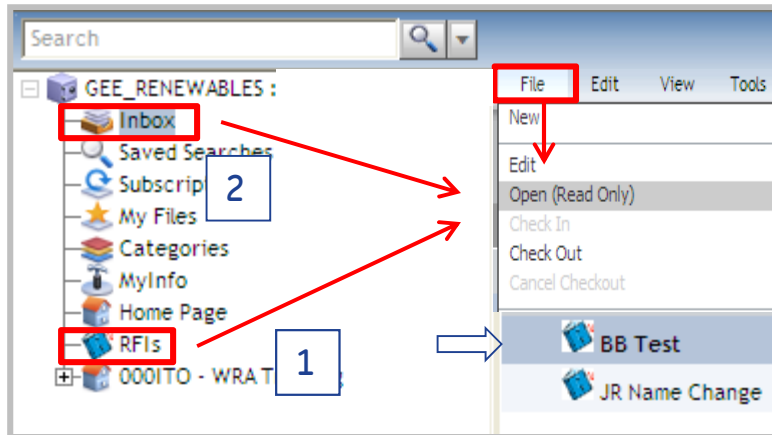 Search
GEE_RENEWABLES :
Inbox
Saved Searches
My Files
Categories
MyInfo
Home Page
RFIs
000ITO - WRA
2
1
File Edit View Tools
New
Edit
Open (Read Only)
Check In
Check Out
Cancel Checkout
BB Test
JR Name Change